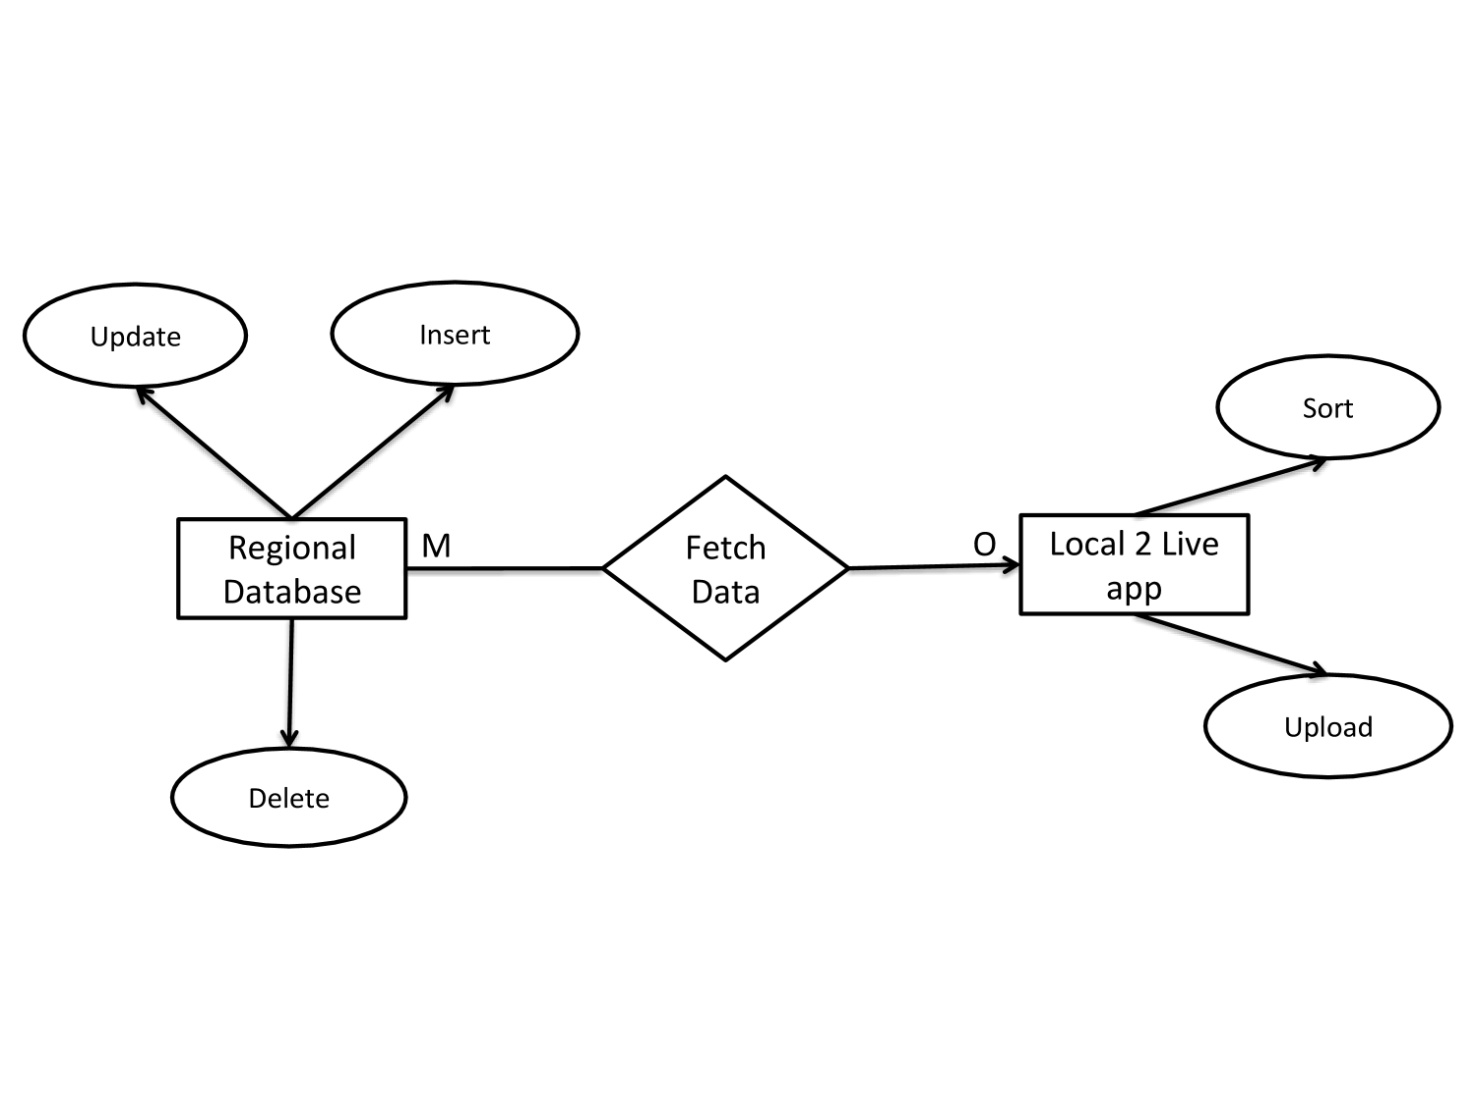 Update
Insert
Sort
Regional
Database
M
Fetch
Data
O
Local 2 Live
app
Upload
Delete